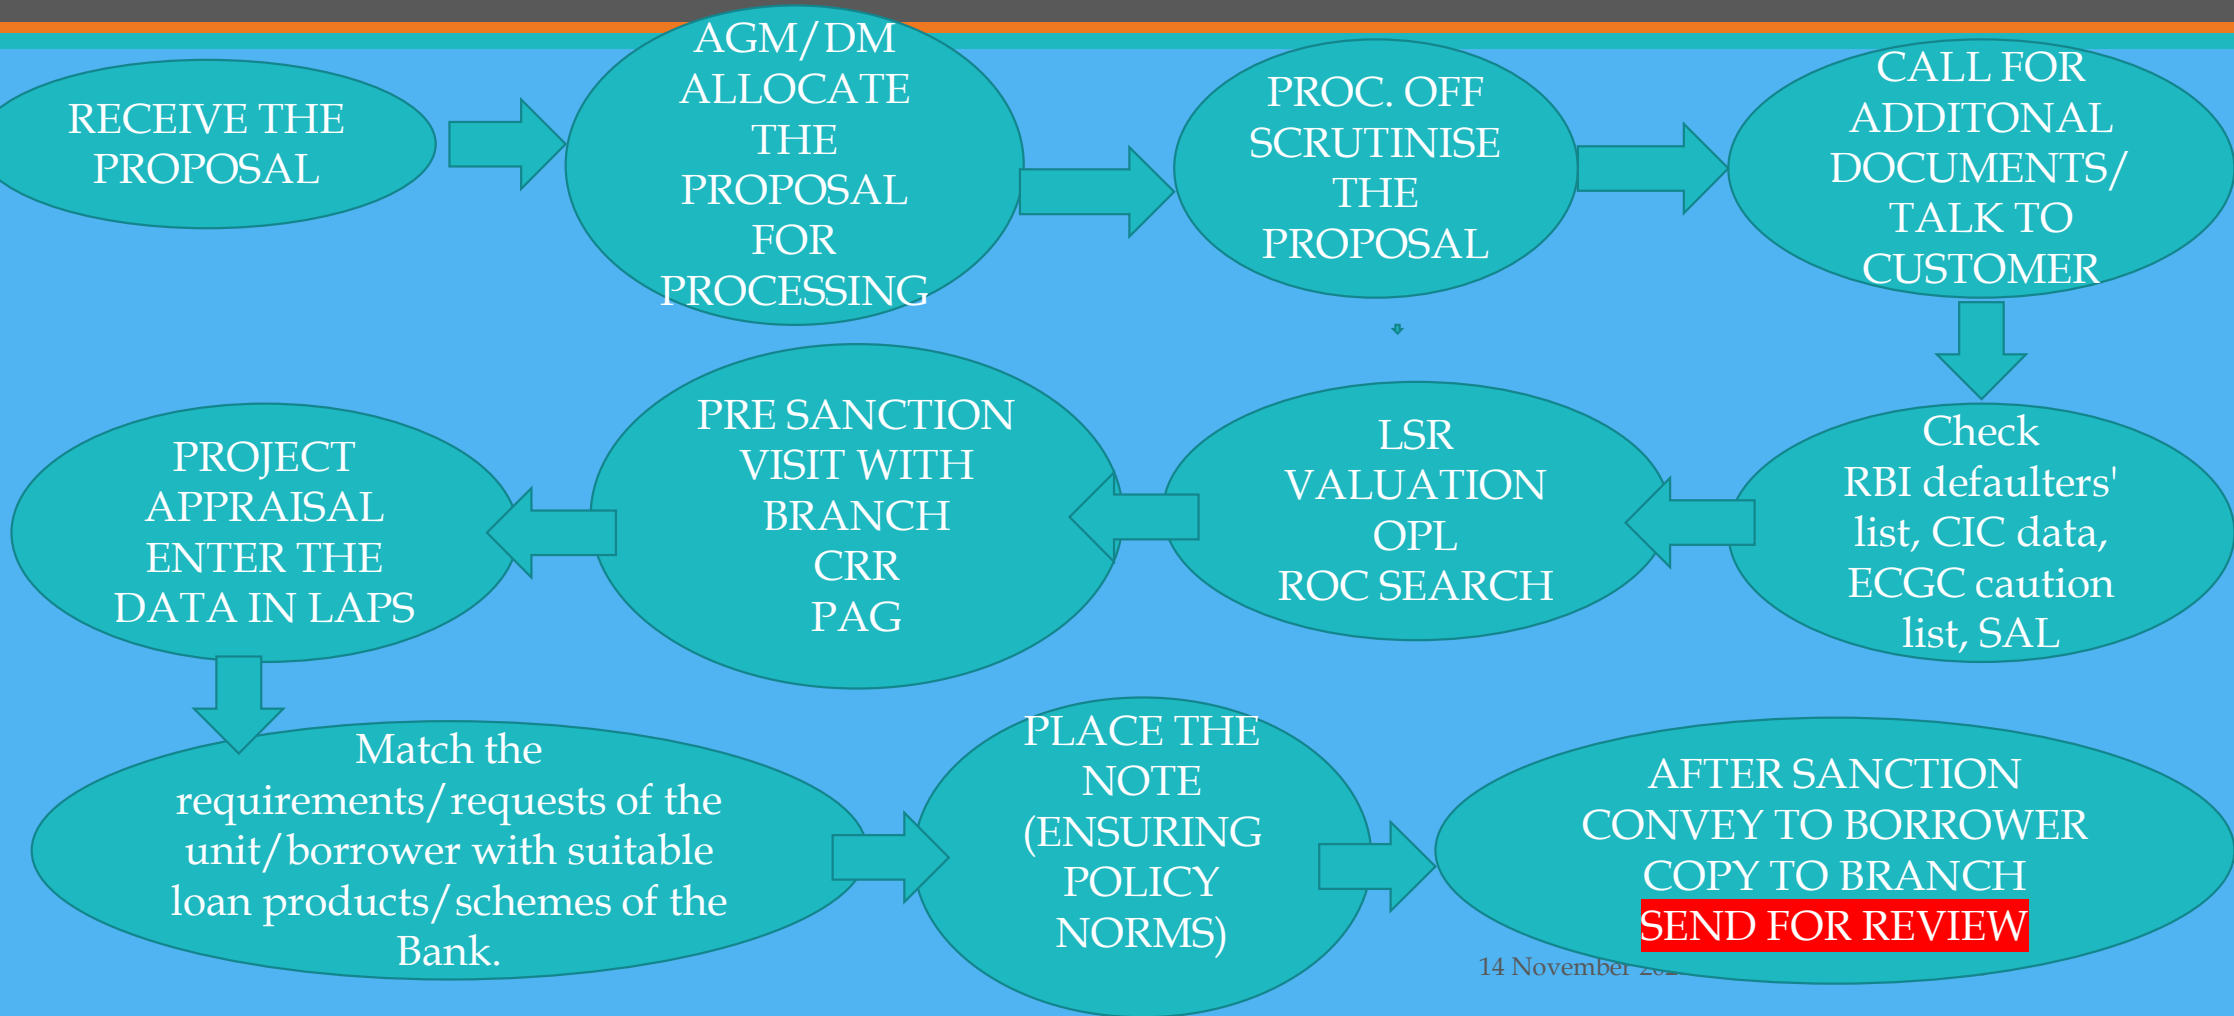 RECEIVE THE
PROPOSAL
AGM/DM
ALLOCATE
THE
PROPOSAL
FOR
PROCESSING
PROC. OFF
SCRUTINISE
THE
PROPOSAL
CALL FOR
ADDITONAL
DOCUMENTS/
TALK TO
CUSTOMER
Check
RBI defaulters'
list, CIC data,
ECGC caution
list, SAL
LSR
VALUATION
OPL
ROC SEARCH
PRE SANCTION
VISIT WITH
BRANCH
CRR
PAG
PROJECT
APPRAISAL
ENTER THE
DATA IN LAPS
Match the
requirements/requests of the
unit/borrower with suitable
loan products/schemes of the
Bank.
PLACE THE
NOTE
(ENSURING
POLICY
NORMS)
AFTER SANCTION
CONVEY TO BORROWER
COPY TO BRANCH
SEND FOR REVIEW
14 November